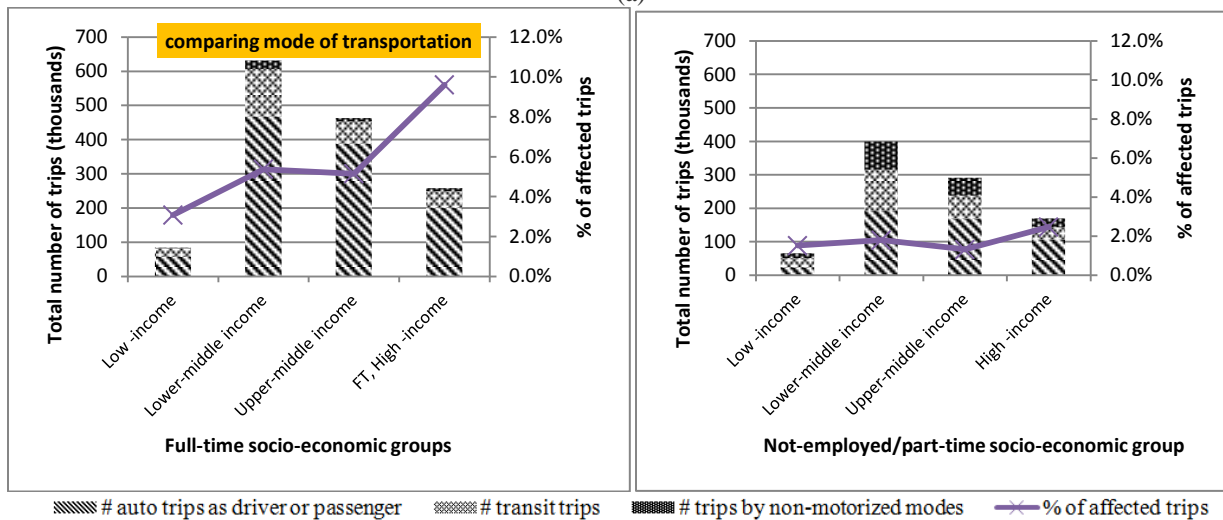 comparing mode of transportation
Total number of trips (thousands)
700
600
500
400
300
200
100
0
12.0%
10.0%
8.0%
6.0%
4.0%
2.0%
0.0%
% of affected trips
Low -income
Lower-middle income
Upper-middle income
FT, High -income
Full-time socio-economic groups
Total number of trips (thousands)
700
600
500
400
300
200
100
0
12.0%
10.0%
8.0%
6.0%
4.0%
2.0%
0.0%
% of affected trips
Low -income
Lower-middle income
Upper-middle income
High -income
Not-employed/part-time socio-economic group
# auto trips as driver or passenger
# transit trips
# trips by non-motorized modes
% of affected trips